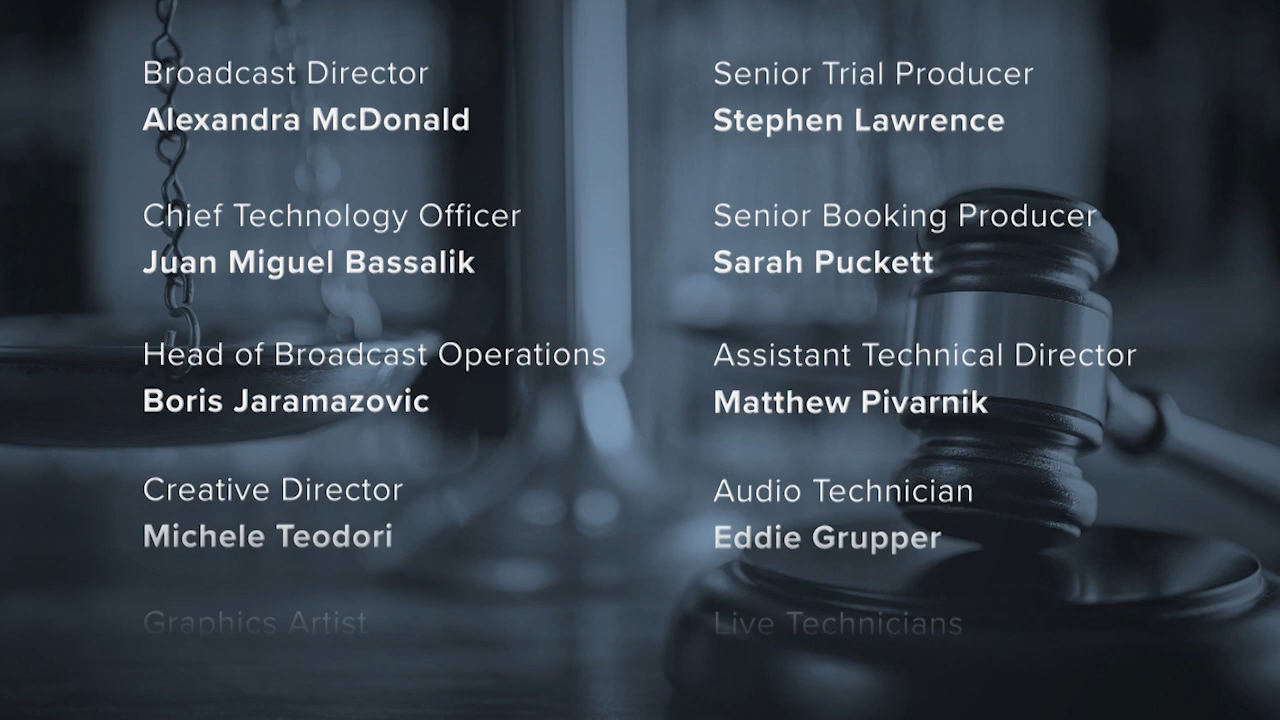 Broadcast Director
Alexandra McDonald
Chief Technology Officer
Juan Miguel Bassalik
Head of Broadcast Operations
Boris Jaramazovic
Creative Director
Michele Teodori
Graphics Artist
Senior Trial Producer
Stephen Lawrence
Senior Booking Producer
Sarah Puckett
Assistant Technical Director
Matthew Pivarnik
Audio Technician
Eddie Grupper
Live Technicians